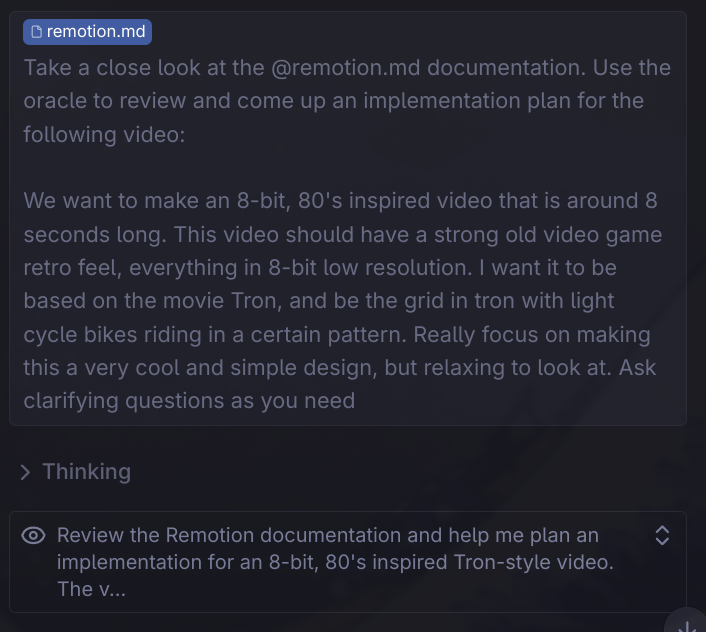 remotion.md
Take a close look at the @remotion.md documentation. Use the
oracle to review and come up an implementation plan for the
following video:
We want to make an 8-bit, 80's inspired video that is around 8
seconds long. This video should have a strong old video game
retro feel, everything in 8-bit low resolution. I want it to be
based on the movie Tron, and be the grid in tron with light
cycle bikes riding in a certain pattern. Really focus on making
this a very cool and simple design, but relaxing to look at. Ask
clarifying questions as you need
Thinking
Review the Remotion documentation and help me plan an
implementation for an 8-bit, 80's inspired Tron-style video.
The v...